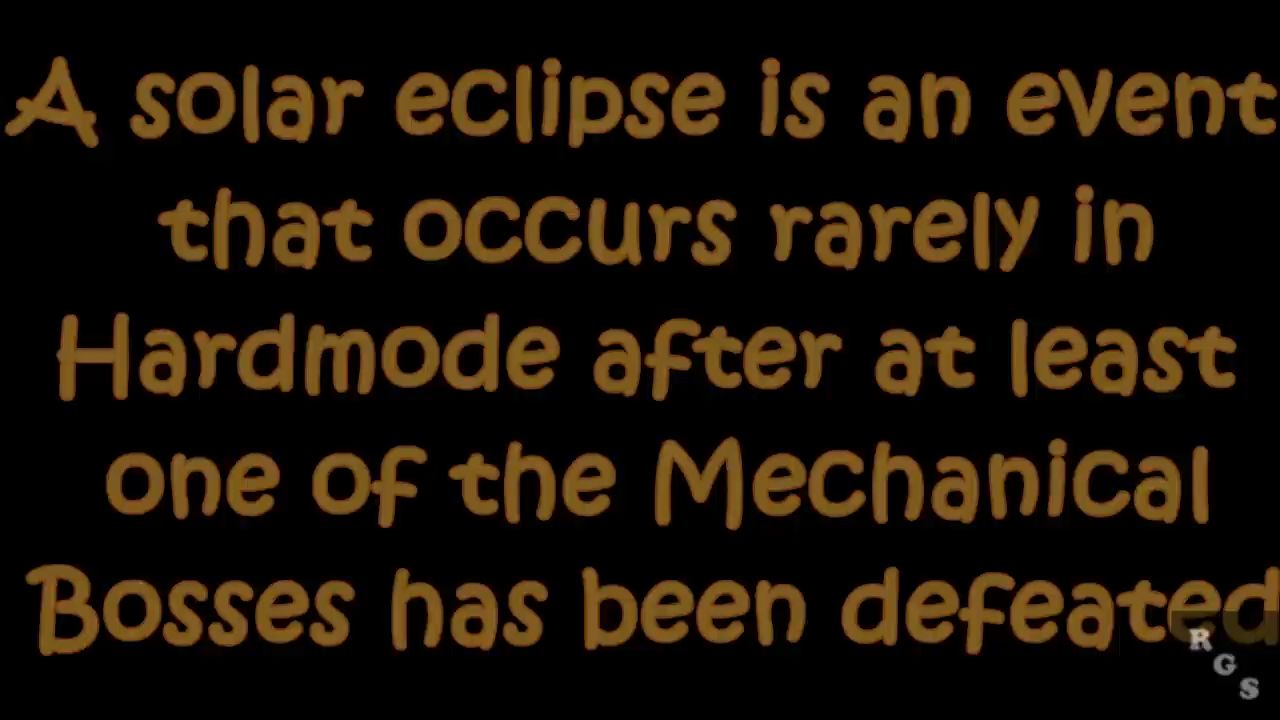 A solar eclipse is an event
that occurs rarely in
Hardmode after at least
one of the Mechanical
Bosses has been defeated
R
G
S